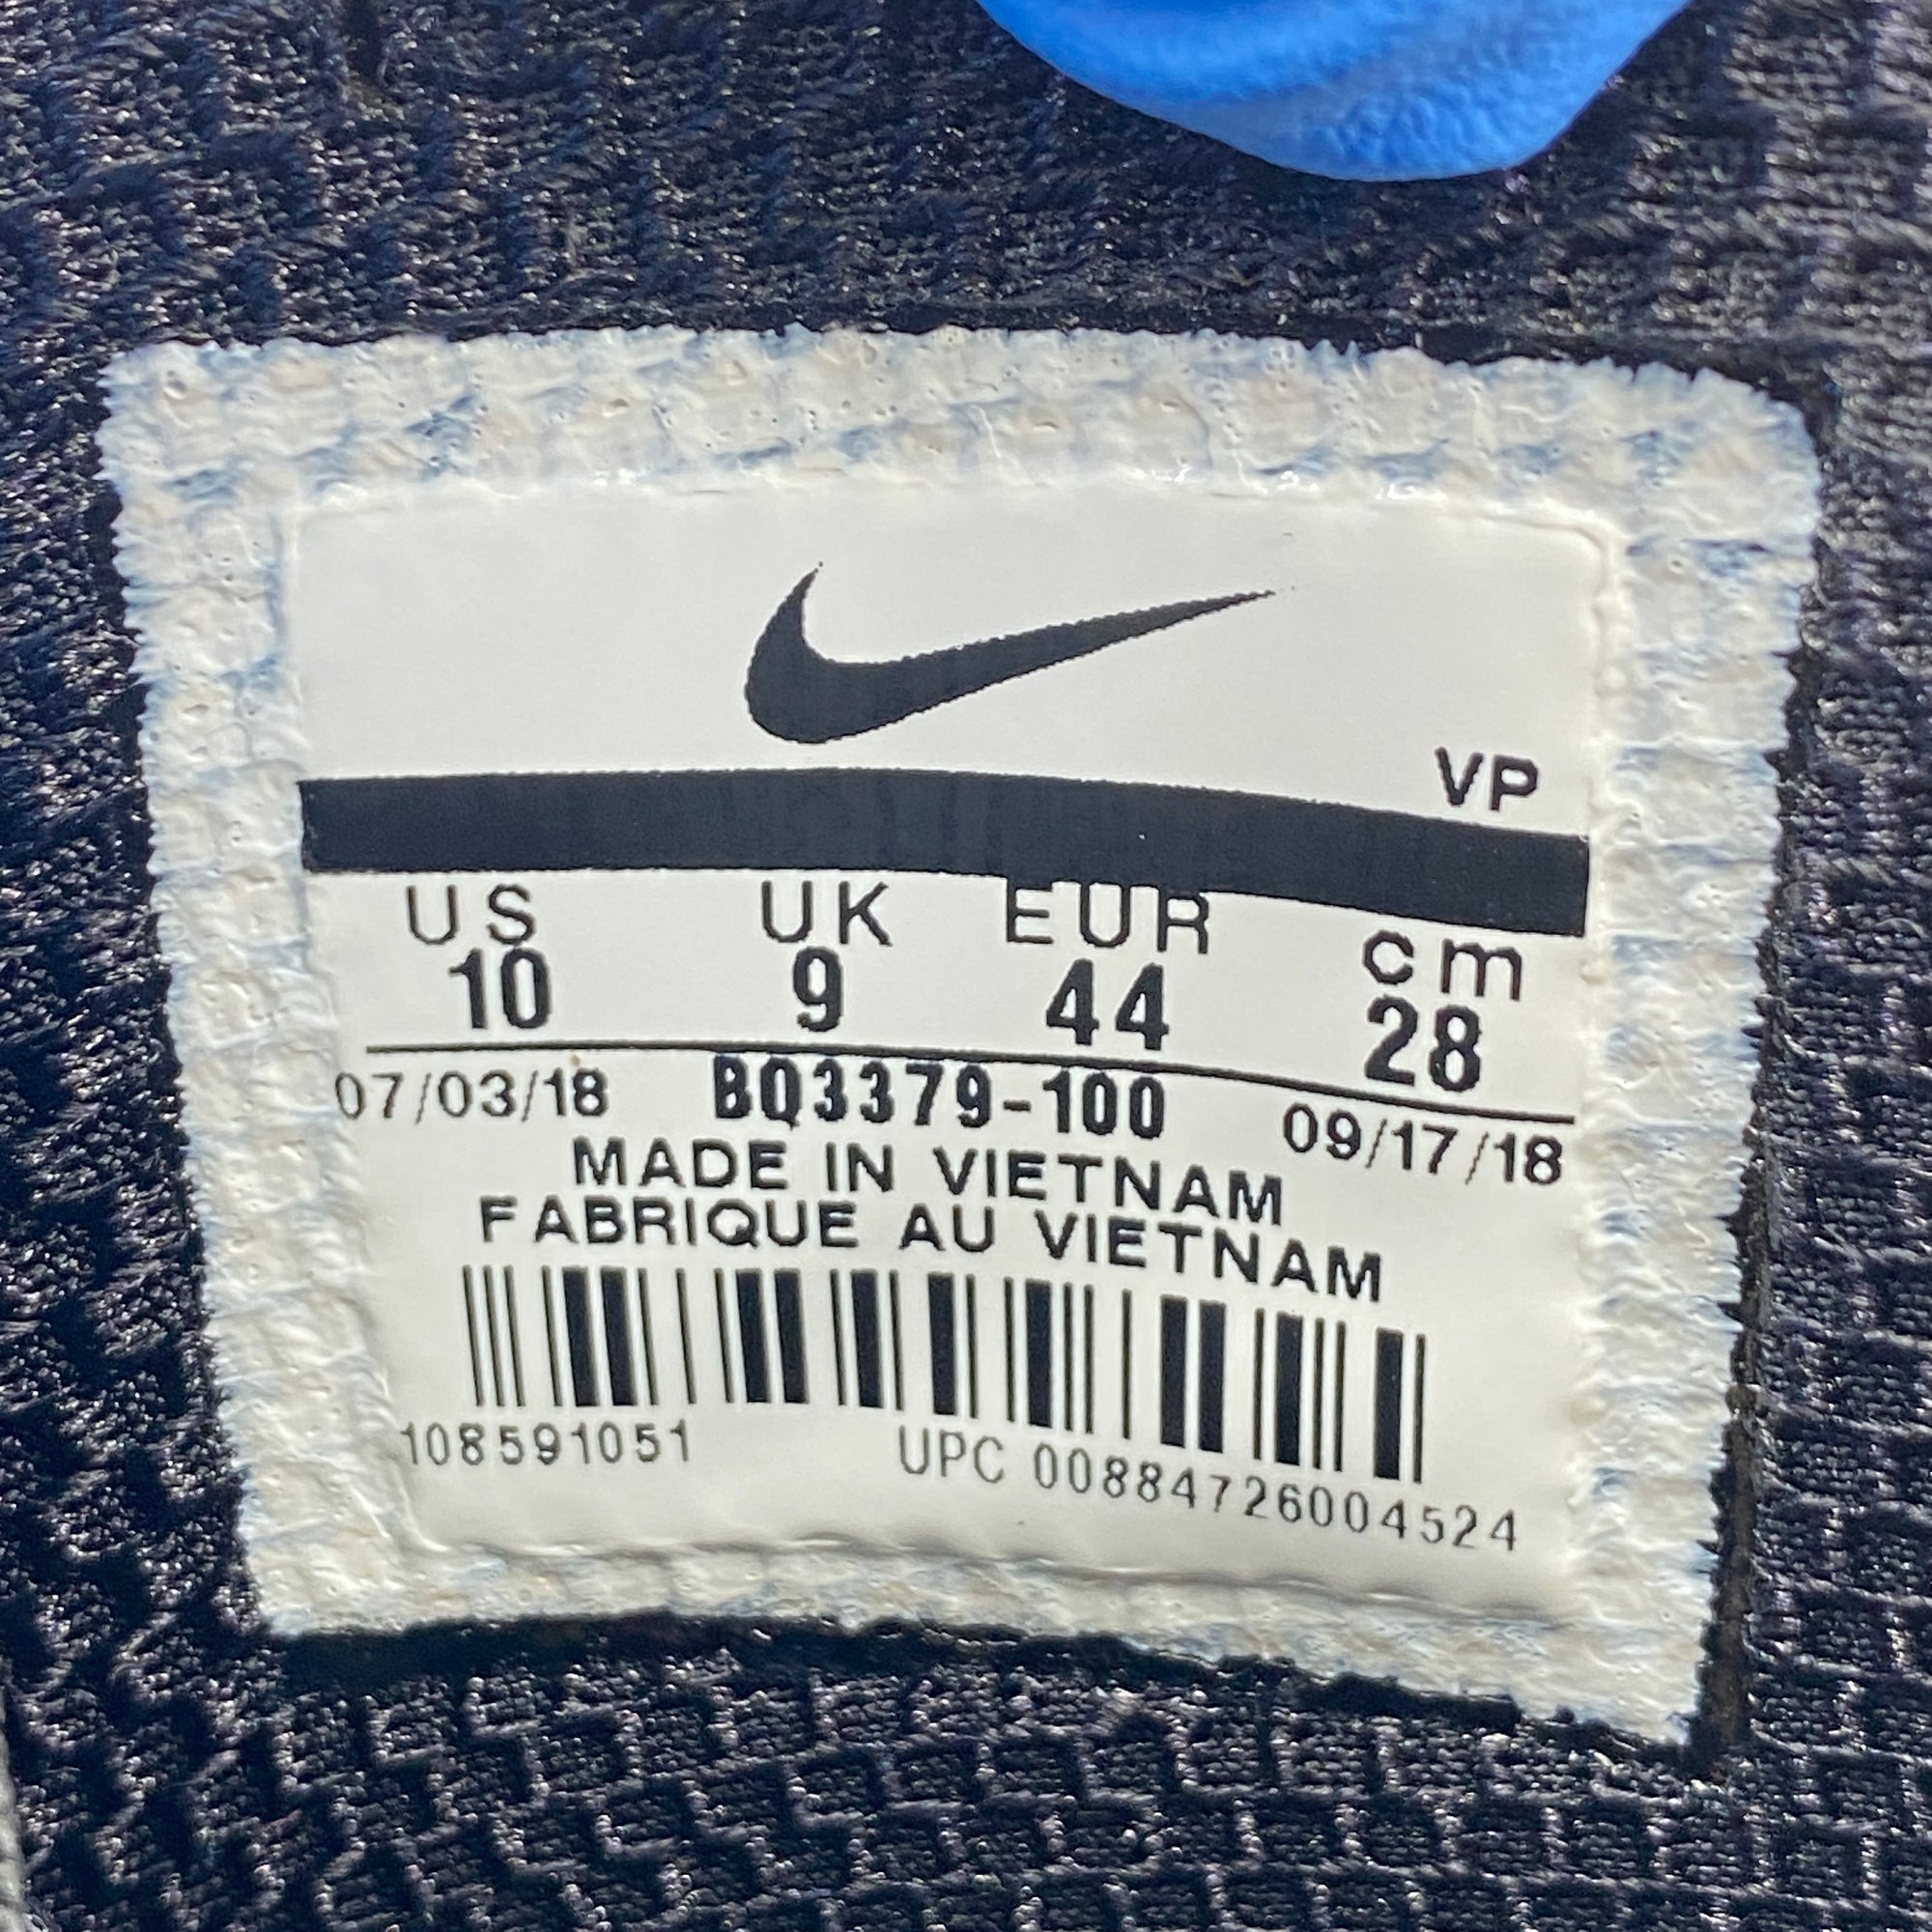 VP
US UK EUR cm
10 9 44 28
07/03/18 BQ3379-100 09/17/18
MADE IN VIETNAM
FABRIQUE AU VIETNAM
108591051 UPC 00884726004524